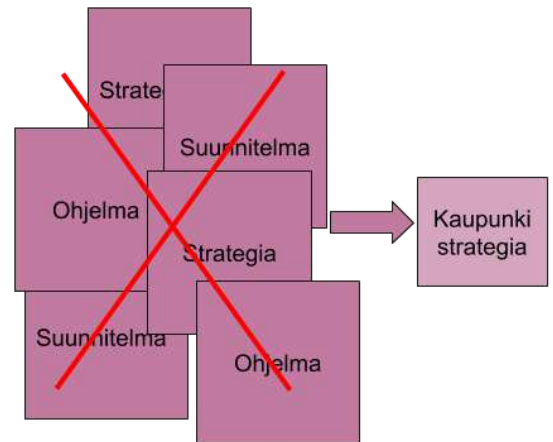 Strate
Suunnitelma
Ohjelma
Strategia
Suunnitelma
Ohjelma
Kaupunki
strategia